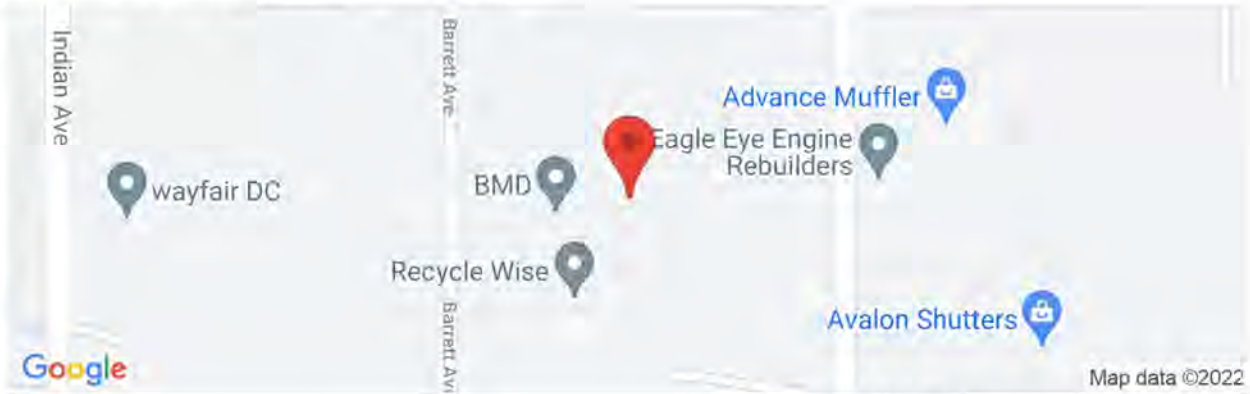 Indian Ave
Barrett Ave
Advance Muffler
Eagle Eye Engine
Rebuilders
BMD
wayfair DC
Recycle Wise
Barrett Av
Avalon Shutters
Google
Map data ©2022